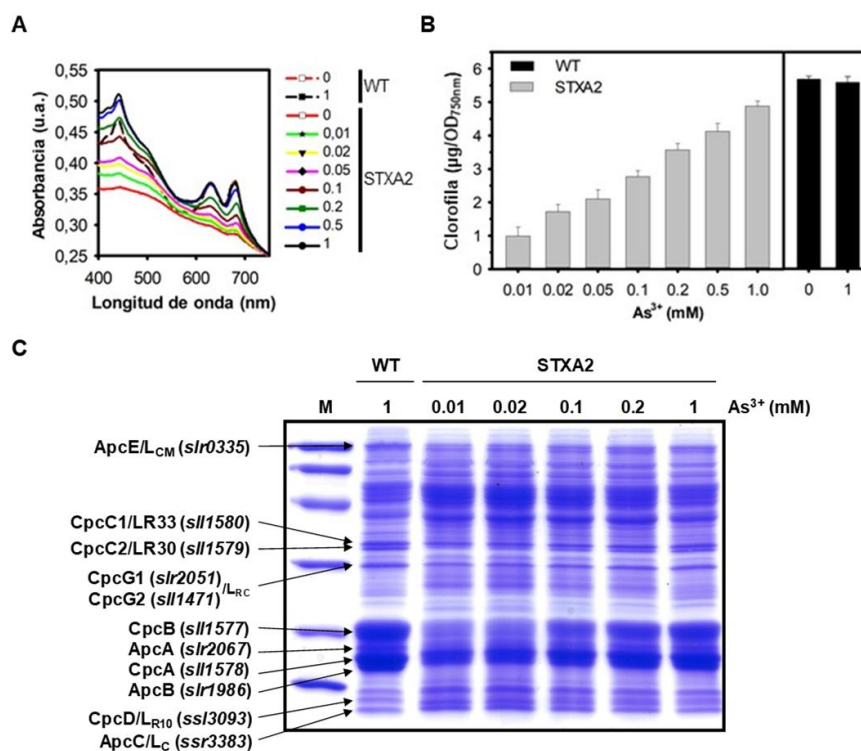 A
Absorbancia (u.a.)
0,55
0,50
0,45
0,40
0,35
0,30
0,25
400 500 600 700
Longitud de onda (nm)
0
1
0
0,01
0.02
0.05
0.1
0.2
0.5
1
WT
STXA2
B
WT
STXA2
Clorofila (µg/OD750nm)
6
5
4
3
2
1
0
0.01 0.02 0.05 0.1 0.2 0.5 1.0 0 1
As3+ (mM)
C
WT STXA2
M 1 0.01 0.02 0.1 0.2 1 As3+ (mM)
ApcE/LCM (slr0335)
CpcC1/LR33 (sll1580)
CpcC2/LR30 (sll1579)
CpcG1 (slr2051)
CpcG2 (sll1471)
/LRC
CpcB (sll1577)
ApcA (slr2067)
CpcA (sll1578)
ApcB (slr1986)
CpcD/LR10 (ssl3093)
ApcC/LC (ssr3383)